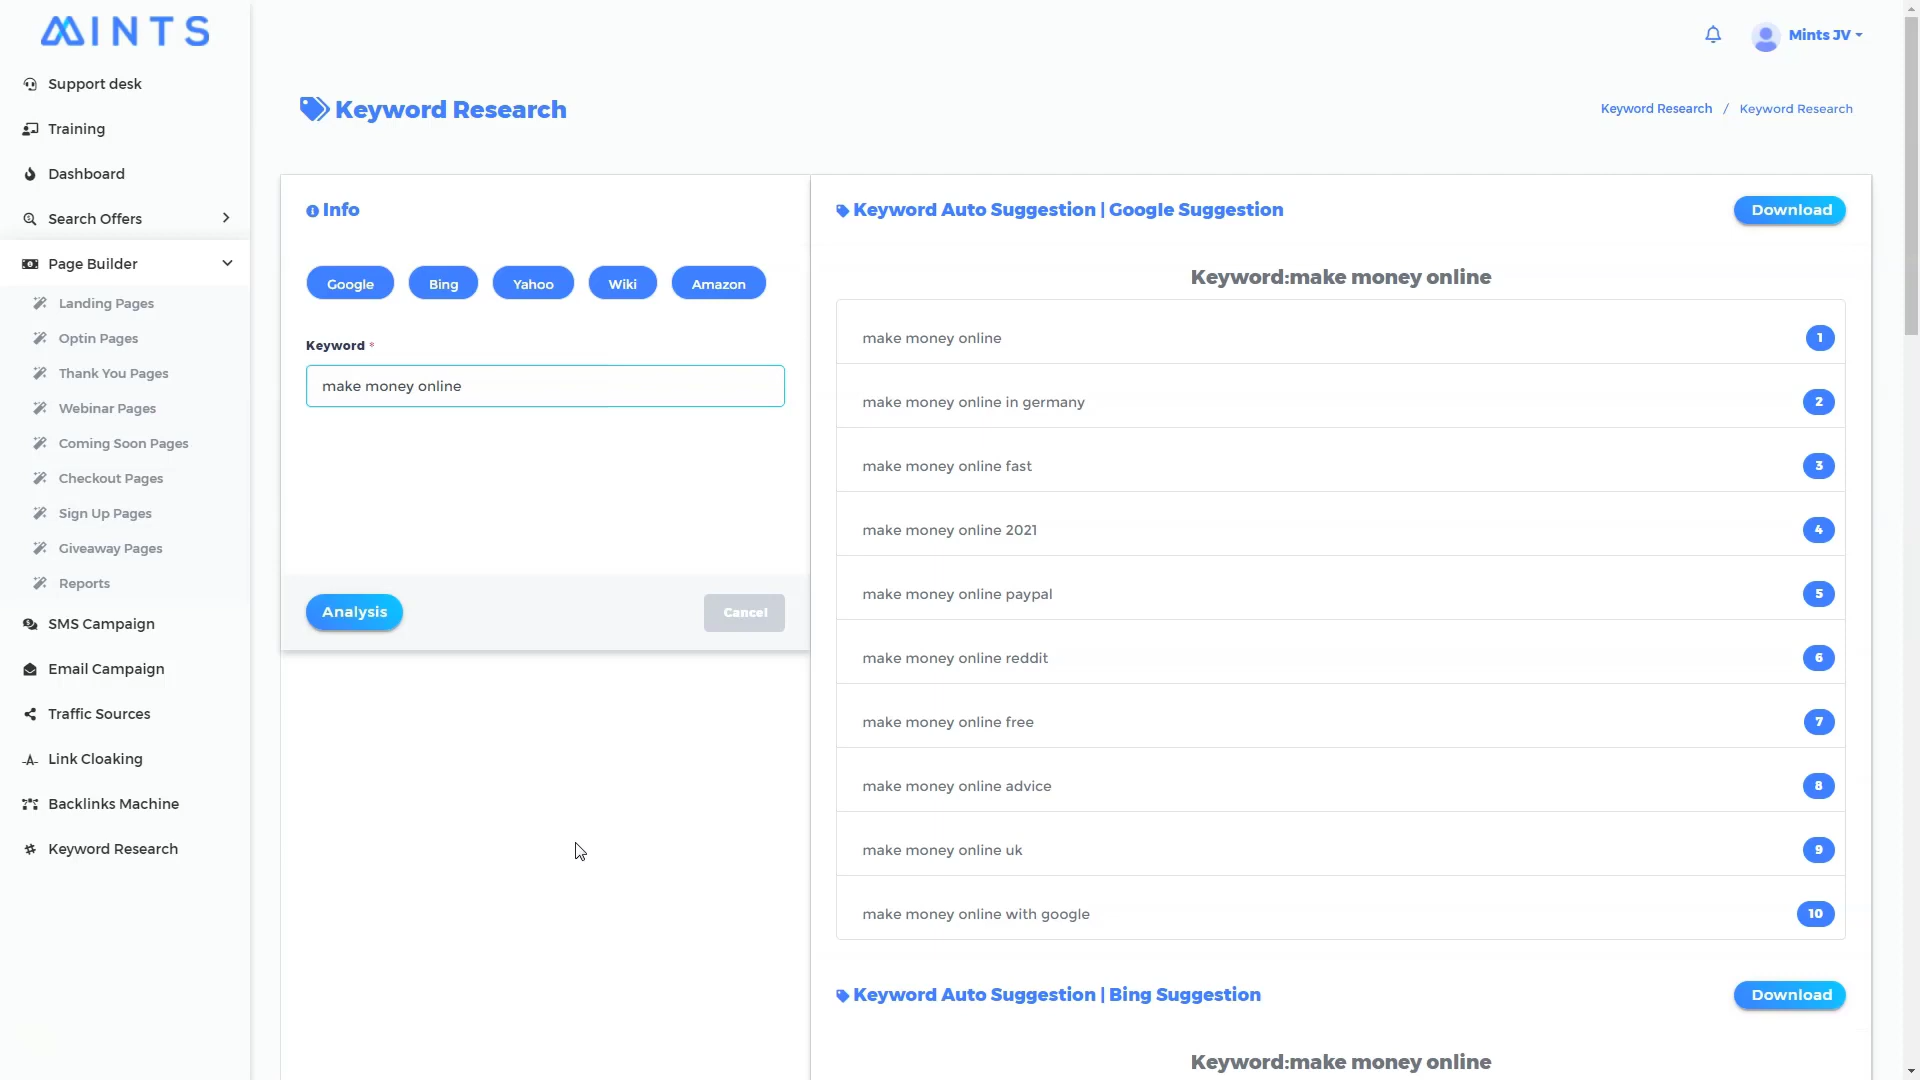 MINTS
Support desk
Training
Dashboard
Search Offers
Page Builder
Landing Pages
Optin Pages
Thank You Pages
Webinar Pages
Coming Soon Pages
Checkout Pages
Sign Up Pages
Giveaway Pages
Reports
SMS Campaign
Email Campaign
Traffic Sources
Link Cloaking
Backlinks Machine
Keyword Research
Mints JV
Keyword Research
Keyword Research / Keyword Research
Info
Google Bing Yahoo Wiki Amazon
Keyword *
make money online
Analysis Cancel
Keyword Auto Suggestion | Google Suggestion
Download
Keyword:make money online
make money online 1
make money online in germany 2
make money online fast 3
make money online 2021 4
make money online paypal 5
make money online reddit 6
make money online free 7
make money online advice 8
make money online uk 9
make money online with google 10
Keyword Auto Suggestion | Bing Suggestion
Download
Keyword:make money online